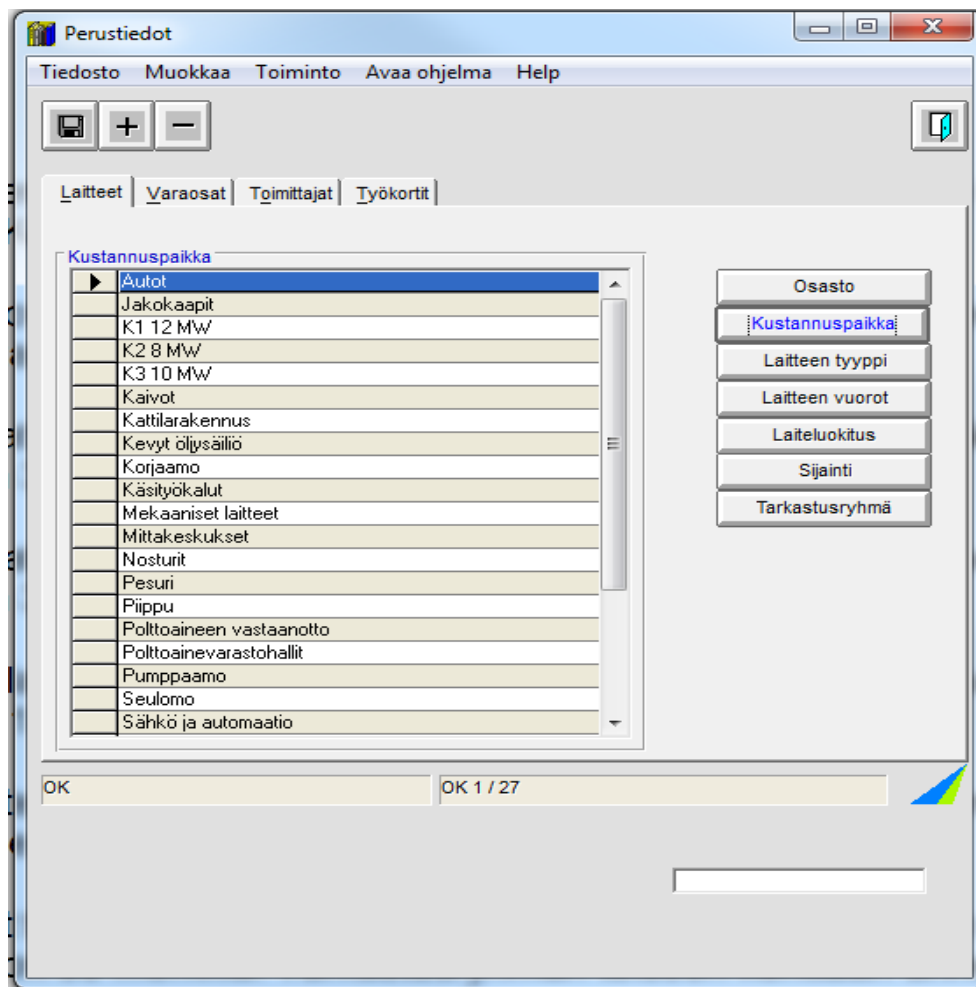 Perustiedot
Tiedosto Muokkaa Toiminto Avaa ohjelma Help
Laitteet Varaosat Toimittajat Työkortit
Kustannuspaikka
Autot
Jakokaapit
K1 12 MW
K2 8 MW
K3 10 MW
Kaivot
Kattilarakennus
Kevyt öljysäiliö
Korjaamo
Käsityökalut
Mekaaniset laitteet
Mittakeskukset
Nosturit
Pesuri
Piippu
Polttoaineen vastaanotto
Polttoainevarastohallit
Pumppaamo
Seulomo
Sähkö ja automaatio
Osasto
Kustannuspaikka
Laitteen tyyppi
Laitteen vuorot
Laiteluokitus
Sijainti
Tarkastusryhmä
OK
OK 1 / 27